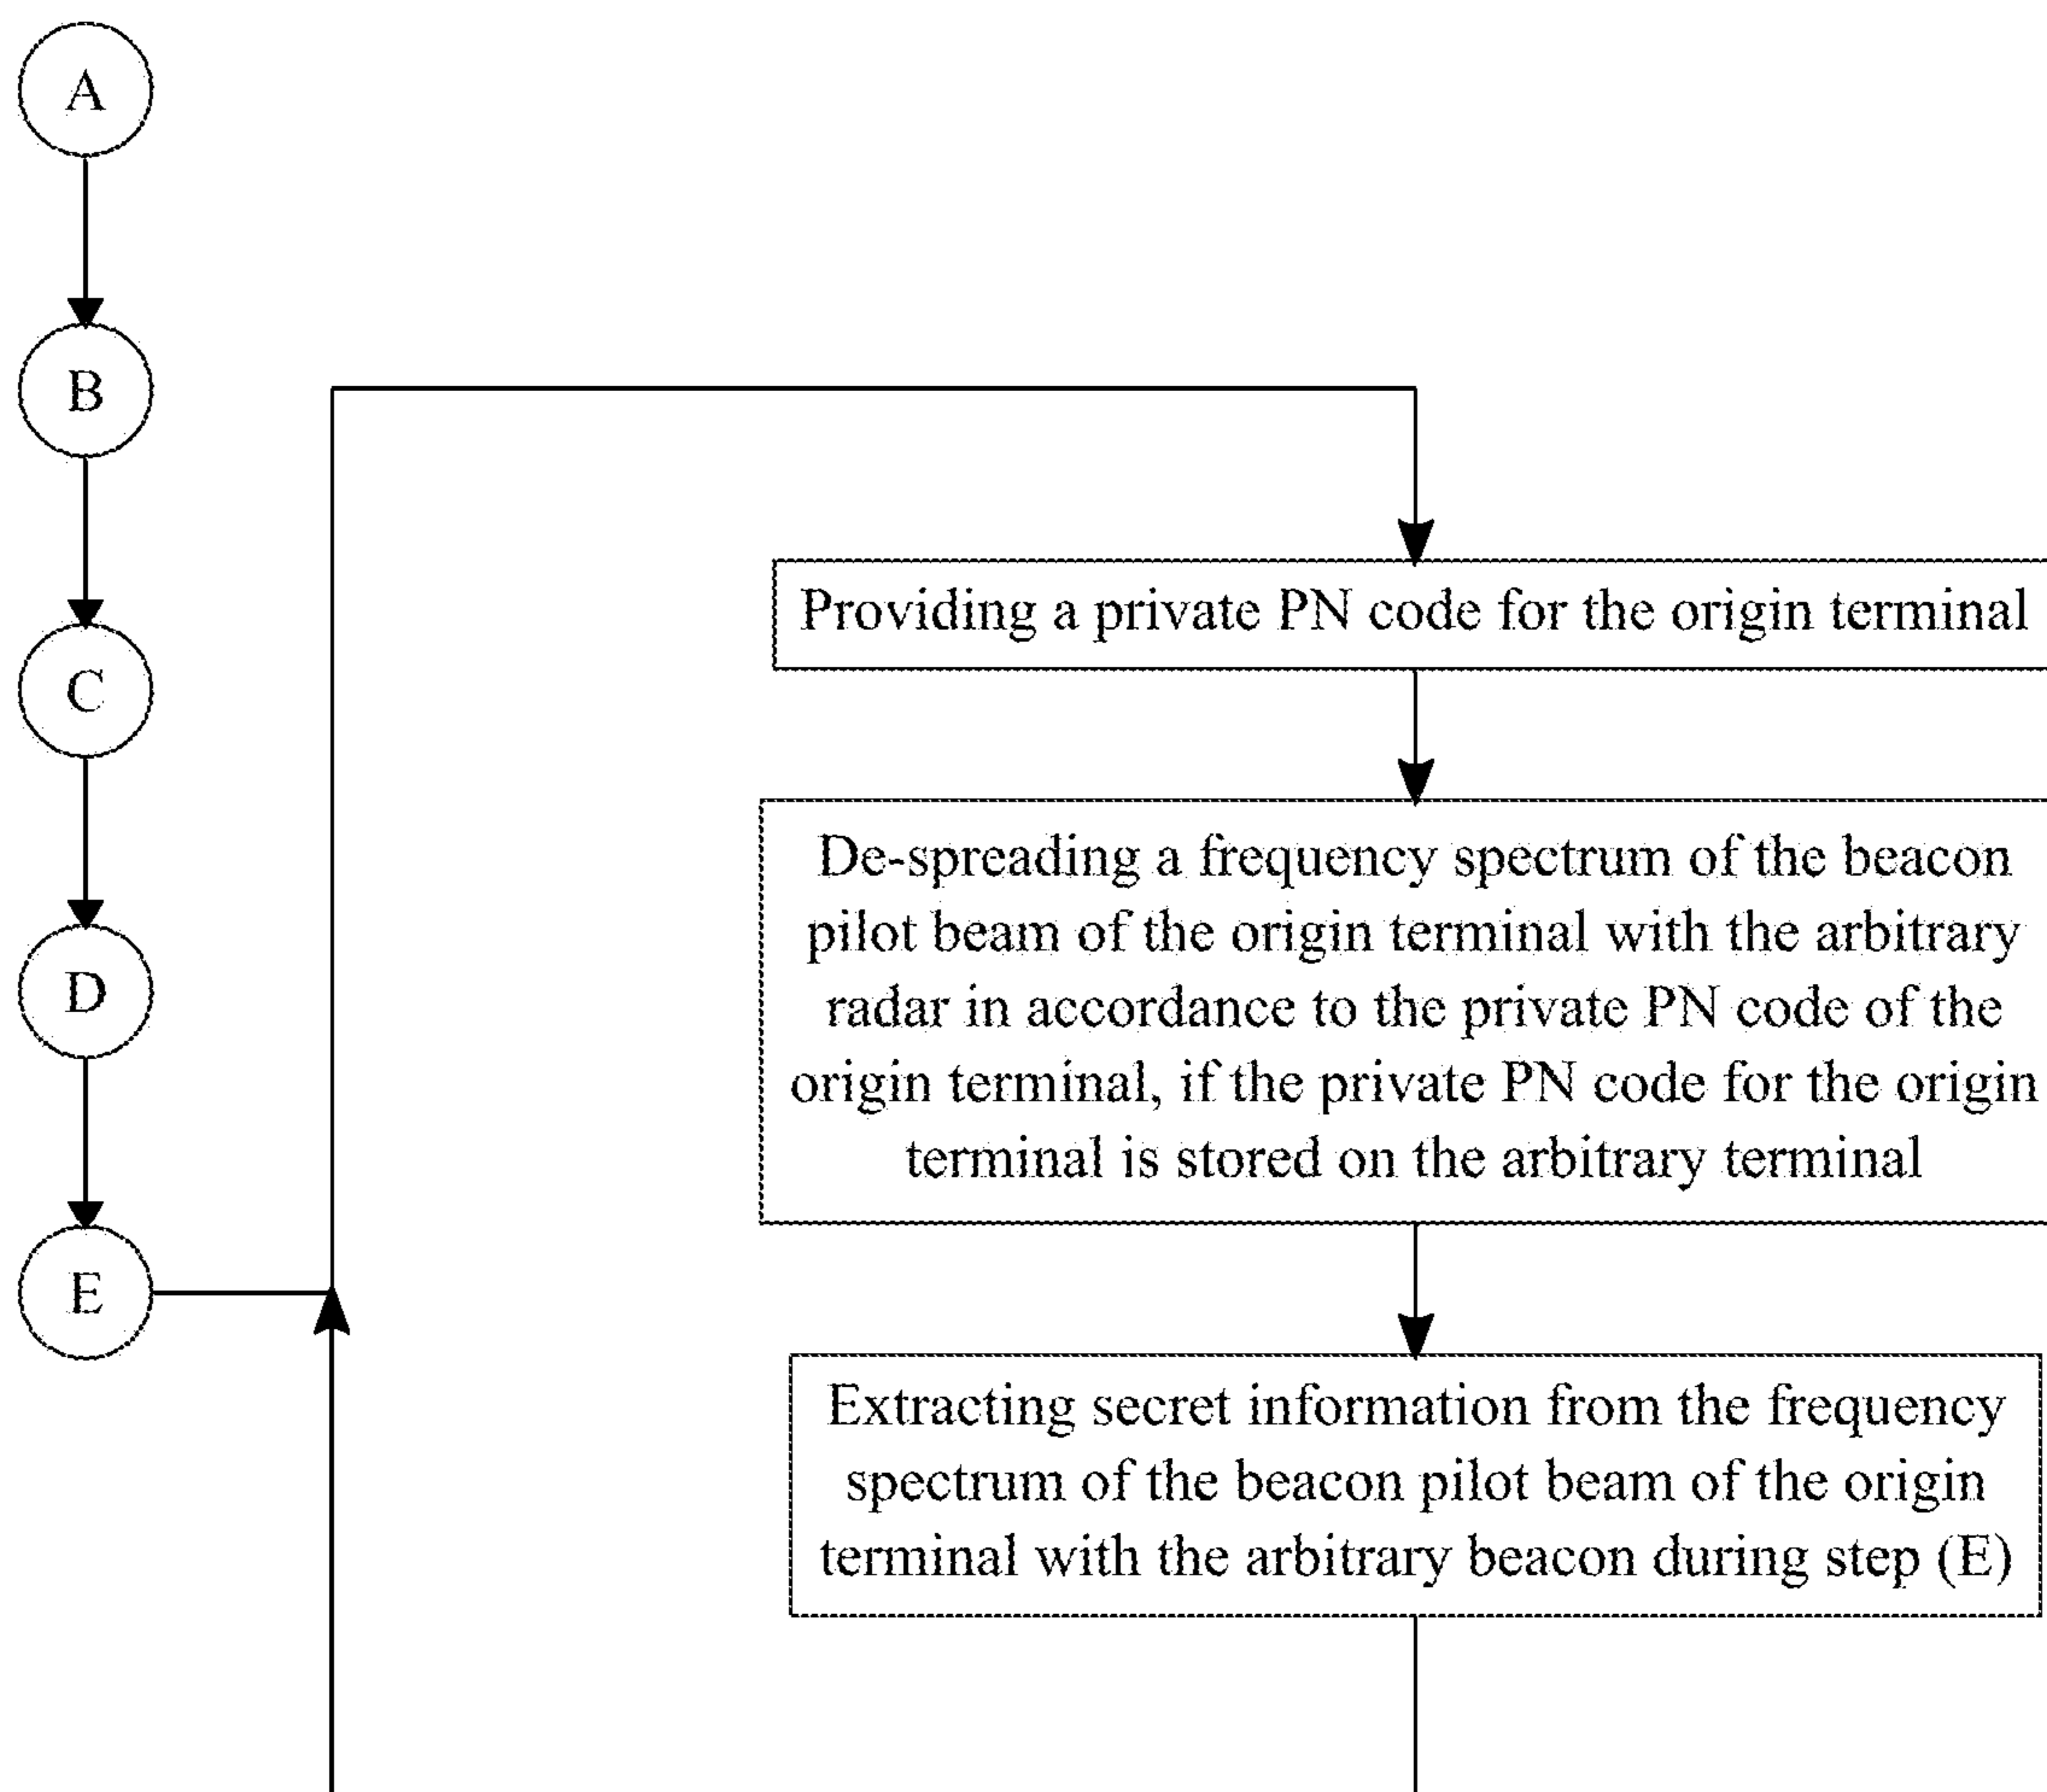 A
B
C
D
E
Providing a private PN code for the origin terminal
De-spreading a frequency spectrum of the beacon
pilot beam of the origin terminal with the arbitrary
radar in accordance to the private PN code of the
origin terminal, if the private PN code for the origin
terminal is stored on the arbitrary terminal
Extracting secret information from the frequency
spectrum of the beacon pilot beam of the origin
terminal with the arbitrary beacon during step (E)